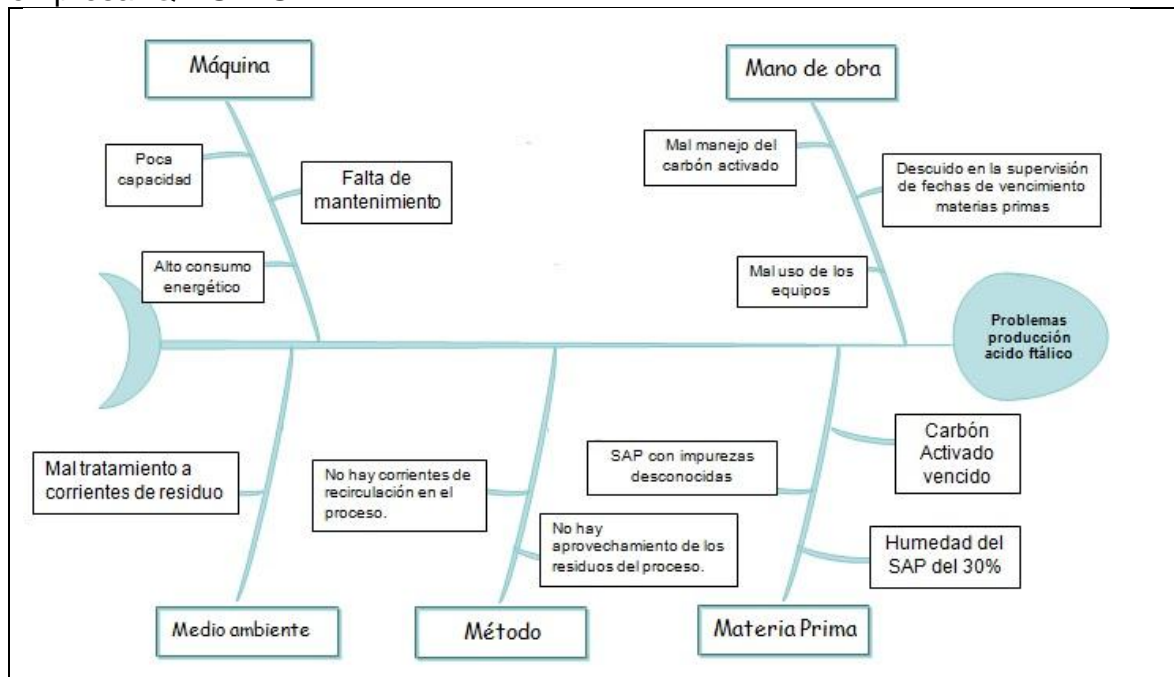 Máquina
Mano de obra
Poca
capacidad
Falta de
mantenimiento
Alto consumo
energético
Mal manejo del
carbón activado
Descuido en la supervisión
de fechas de vencimiento
materias primas
Mal uso de los
equipos
Problemas
producción
acido ftálico
Mal tratamiento a
corrientes de residuo
No hay corrientes de
recirculación en el
proceso.
No hay
aprovechamiento de los
residuos del proceso.
SAP con impurezas
desconocidas
Carbón
Activado
vencido
Humedad del
SAP del 30%
Medio ambiente
Método
Materia Prima